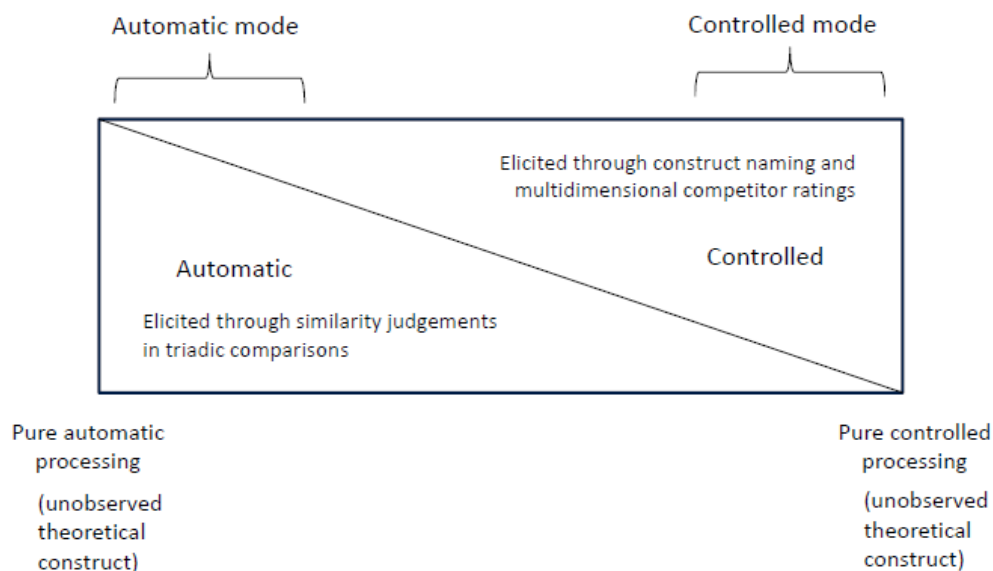 Automatic mode
Controlled mode
Elicited through construct naming and
multidimensional competitor ratings
Controlled
Automatic
Elicited through similarity judgements
in triadic comparisons
Pure automatic
processing
(unobserved
theoretical
construct)
Pure controlled
processing
(unobserved
theoretical
construct)